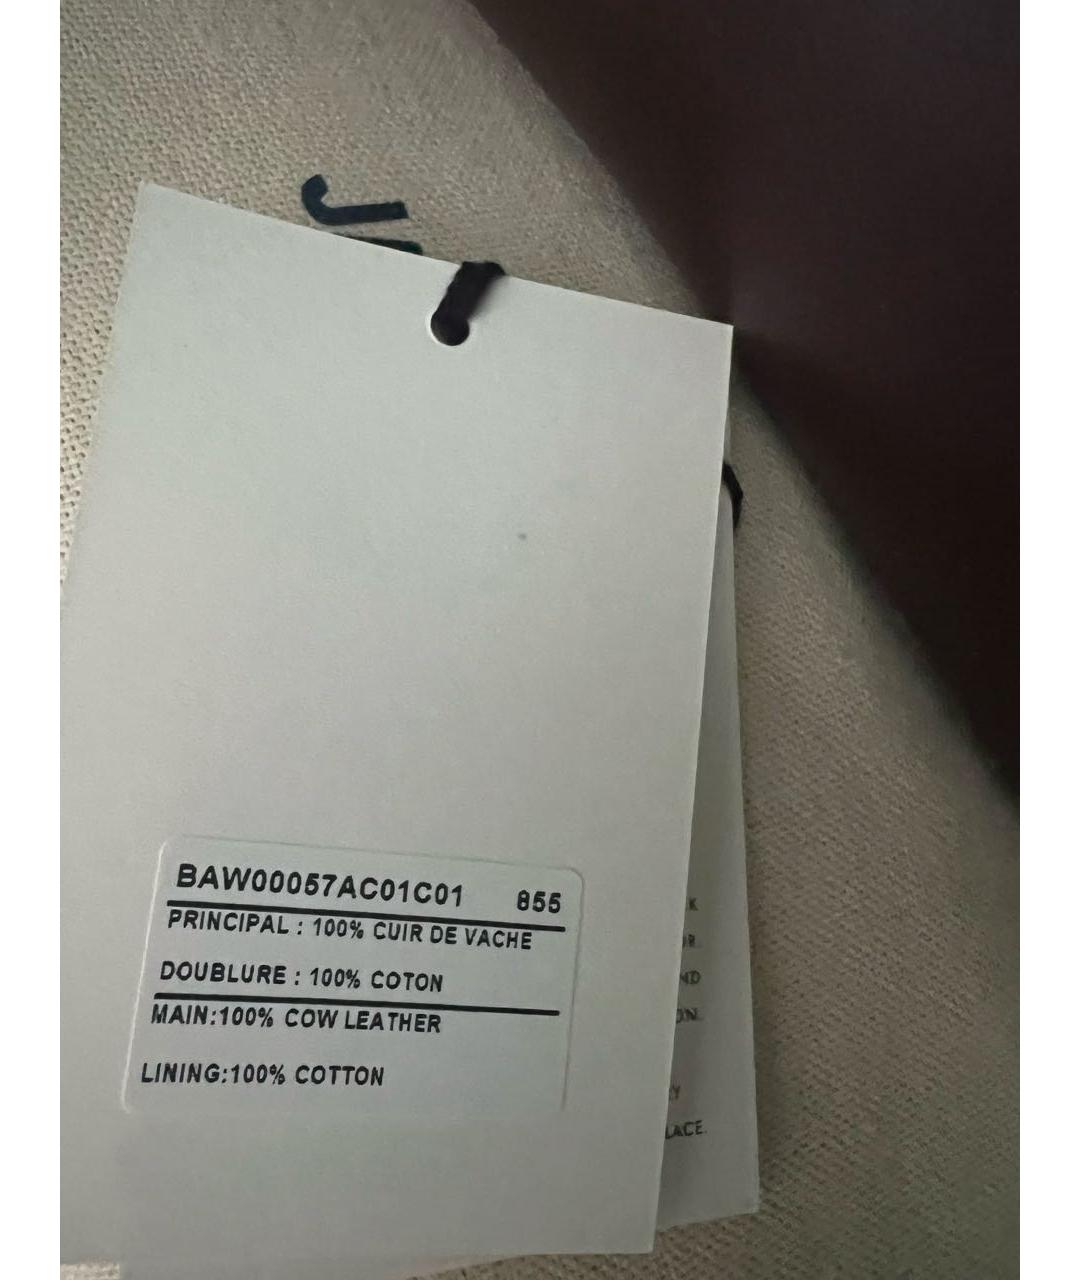 BAW00057AC01C01 855
PRINCIPAL : 100% CUIR DE VACHE
DOUBLURE : 100% COTON
MAIN:100% COW LEATHER
LINING:100% COTTON